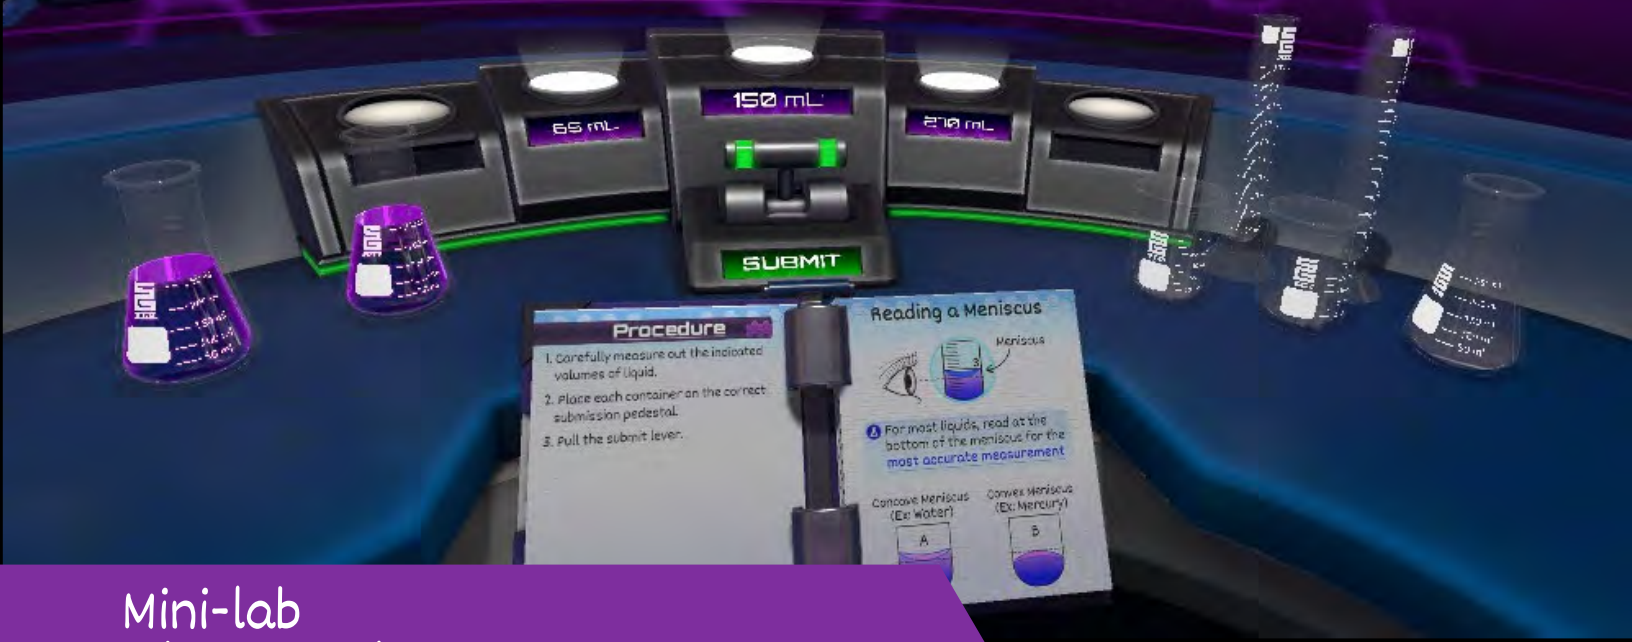 150 mL
65 mL
270 mL
SUBMIT
Procedure
1. Carefully measure out the indicated
volumes of liquid.
2. Place each container on the correct
submission pedestal.
3. Pull the submit lever.
Reading a Meniscus
Meniscus
For most liquids, read at the
bottom of the meniscus for the
most accurate measurement
Concave Meniscus
(Ex: Water)
A
Convex Meniscus
(Ex: Mercury)
B
Mini-lab